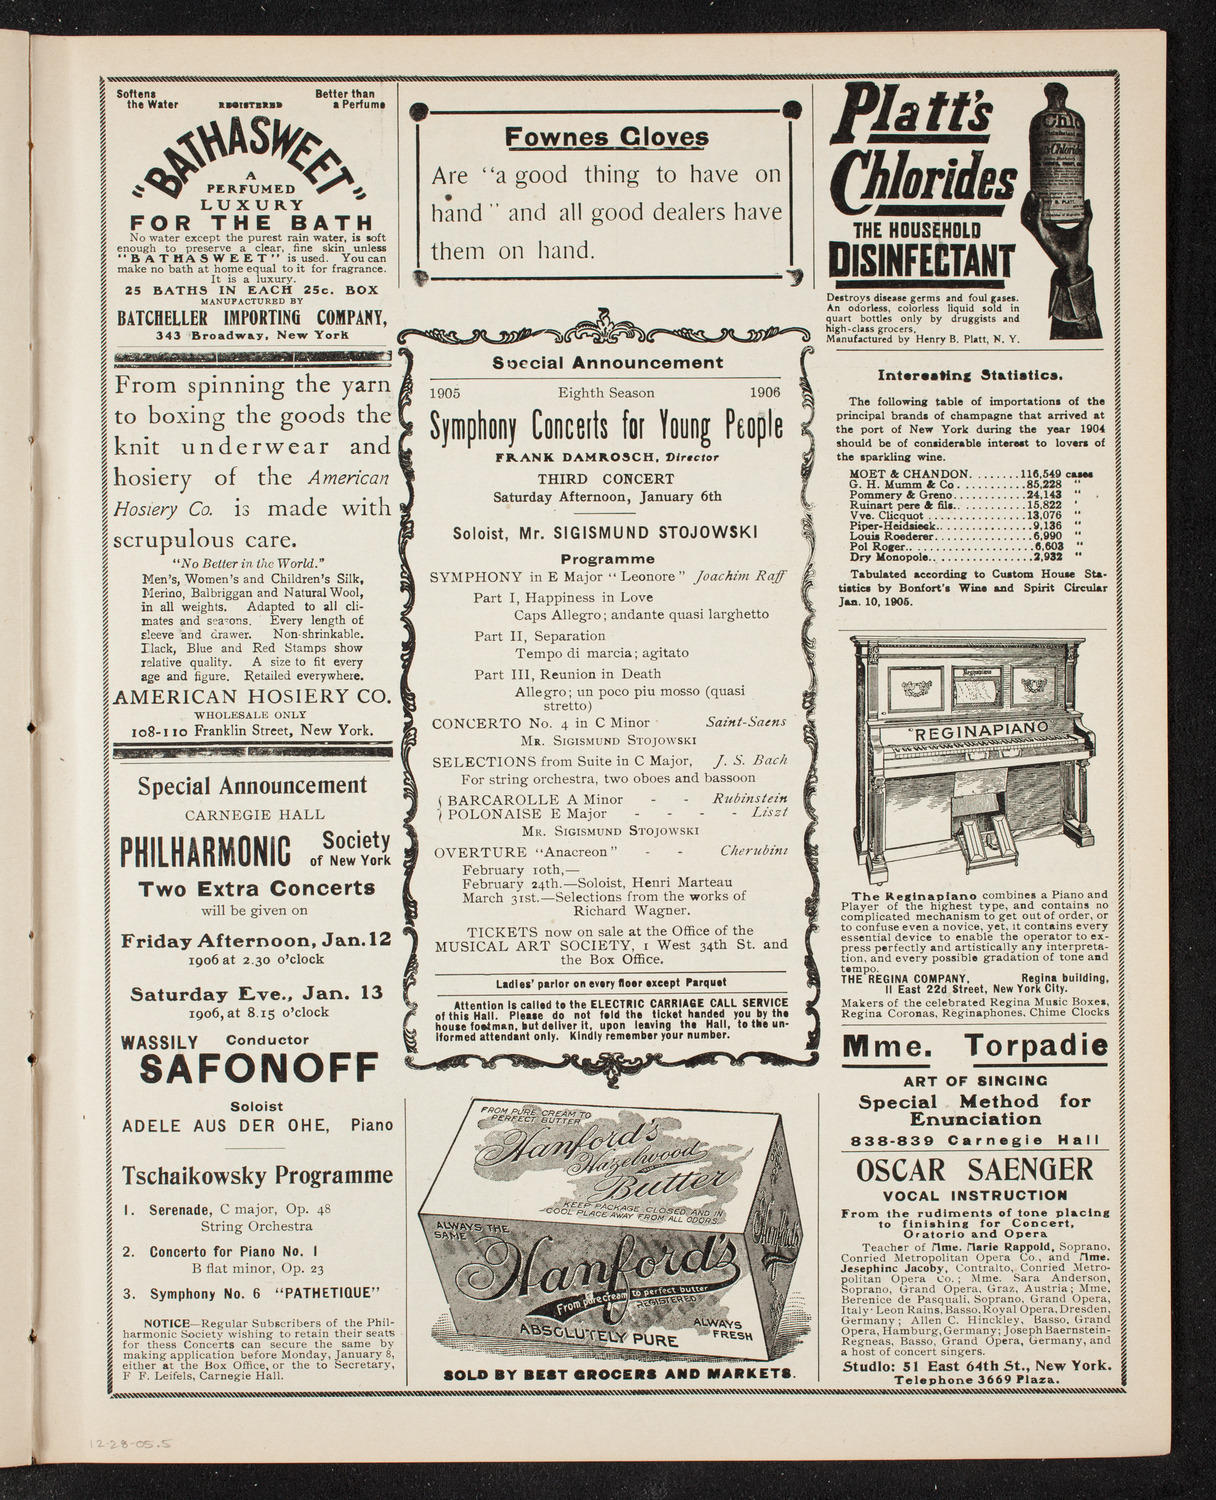 Softens
the Water
REGISTERED
Better than
a Perfume
"BATHASWEET"
A
PERFUMED
LUXURY
FOR THE BATH
No water except the purest rain water, is soft
enough to preserve a clear, fine skin unless
"BATHASWEET" is used. You can
make no bath at home equal to it for fragrance.
It is a luxury.
25 BATHS IN EACH 25c. BOX
MANUFACTURED BY
BATCHELLER IMPORTING COMPANY,
343 Broadway, New York
From spinning the yarn
to boxing the goods the
knit underwear and
hosiery of the American
Hosiery Co. is made with
scrupulous care.
"No Better in the World."
Men's, Women's and Children's Silk,
Merino, Balbriggan and Natural Wool,
in all weights. Adapted to all cli-
mates and seasons. Every length of
sleeve and drawer. Non-shrinkable.
Black, Blue and Red Stamps show
relative quality. A size to fit every
age and figure. Retailed everywhere.
AMERICAN HOSIERY CO.
WHOLESALE ONLY
108-110 Franklin Street, New York.
Special Announcement
CARNEGIE HALL
PHILHARMONIC Society
of New York
Two Extra Concerts
will be given on
Friday Afternoon, Jan. 12
1906 at 2.30 o'clock
Saturday Eve., Jan. 13
1906, at 8.15 o'clock
WASSILY Conductor
SAFONOFF
Soloist
ADELE AUS DER OHE, Piano
Tschaikowsky Programme
1. Serenade, C major, Op. 48
String Orchestra
2. Concerto for Piano No. 1
B flat minor, Op. 23
3. Symphony No. 6 "PATHETIQUE"
NOTICE—Regular Subscribers of the Phil-
harmonic Society wishing to retain their seats
for these Concerts can secure the same by
making application before Monday, January 8,
either at the Box Office, or the to Secretary,
F F. Leifels, Carnegie Hall.
Fownes Gloves
Are "a good thing to have on
hand" and all good dealers have
them on hand.
Special Announcement
1905 Eighth Season 1906
Symphony Concerts for Young People
FRANK DAMROSCH, Director
THIRD CONCERT
Saturday Afternoon, January 6th
Soloist, Mr. SIGISMUND STOJOWSKI
Programme
SYMPHONY in E Major "Leonore" Joachim Raff
Part I, Happiness in Love
Caps Allegro; andante quasi larghetto
Part II, Separation
Tempo di marcia; agitato
Part III, Reunion in Death
Allegro; un poco piu mosso (quasi
stretto)
CONCERTO No. 4 in C Minor Saint-Saens
MR. SIGISMUND STOJOWSKI
SELECTIONS from Suite in C Major, J. S. Bach
For string orchestra, two oboes and bassoon
BARCAROLLE A Minor - - Rubinstein
POLONAISE E Major - - - - Liszt
MR. SIGISMUND STOJOWSKI
OVERTURE "Anacreon" - - Cherubini
February 10th,—
February 24th.—Soloist, Henri Marteau
March 31st.—Selections from the works of
Richard Wagner.
TICKETS now on sale at the Office of the
MUSICAL ART SOCIETY, 1 West 34th St. and
the Box Office.
Ladies' parlor on every floor except Parquet
Attention is called to the ELECTRIC CARRIAGE CALL SERVICE
of this Hall. Please do not fold the ticket handed you by the
house footman, but deliver it, upon leaving the Hall, to the un-
iformed attendant only. Kindly remember your number.
FROM PURE CREAM TO
PERFECT BUTTER
Hanford's
Hazelwood
Butter
KEEP PACKAGE CLOSED AND IN
COOL PLACE AWAY FROM ALL ODORS.
ALWAYS THE
SAME
Hanford's
From pure cream to perfect butter
REGISTERED
ABSOLUTELY PURE
ALWAYS
FRESH
Hanford's
SOLD BY BEST GROCERS AND MARKETS.
Platt's
Chlorides
THE HOUSEHOLD
DISINFECTANT
Destroys disease germs and foul gases.
An odorless, colorless liquid sold in
quart bottles only by druggists and
high-class grocers.
Manufactured by Henry B. Platt, N. Y.
Interesting Statistics.
The following table of importations of the
principal brands of champagne that arrived at
the port of New York during the year 1904
should be of considerable interest to lovers of
the sparkling wine.
MOET & CHANDON........116,549 cases
G. H. Mumm & Co...........85,228 "
Pommery & Greno............24,143 "
Ruinart pere & fils............15,822 "
Vve. Clicquot................13,076 "
Piper-Heidsieck..............9,136 "
Louis Roederer..............6,990 "
Pol Roger....................6,603 "
Dry Monopole................2,932 "
Tabulated according to Custom House Sta-
tistics by Bonfort's Wine and Spirit Circular
Jan. 10, 1905.
Reginapiano
"REGINAPIANO"
The Reginapiano combines a Piano and
Player of the highest type, and contains no
complicated mechanism to get out of order, or
to confuse even a novice, yet, it contains every
essential device to enable the operator to ex-
press perfectly and artistically any interpreta-
tion, and every possible gradation of tone and
tempo.
THE REGINA COMPANY, Regina building,
11 East 22d Street, New York City.
Makers of the celebrated Regina Music Boxes,
Regina Coronas, Reginaphones, Chime Clocks
Mme. Torpadie
ART OF SINGING
Special Method for
Enunciation
838-839 Carnegie Hall
OSCAR SAENGER
VOCAL INSTRUCTION
From the rudiments of tone placing
to finishing for Concert,
Oratorio and Opera
Teacher of Mme. Marie Rappold, Soprano,
Conried Metropolitan Opera Co., and Mme.
Josephine Jacoby, Contralto, Conried Metro-
politan Opera Co.; Mme. Sara Anderson,
Soprano, Grand Opera, Graz, Austria; Mme.
Berenice de Pasquali, Soprano, Grand Opera,
Italy· Leon Rains, Basso, Royal Opera, Dresden,
Germany; Allen C. Hinckley, Basso, Grand
Opera, Hamburg, Germany; Joseph Baernstein-
Regneas, Basso, Grand Opera, Germany, and
a host of concert singers.
Studio: 51 East 64th St., New York.
Telephone 3669 Plaza.
12-28-05.5